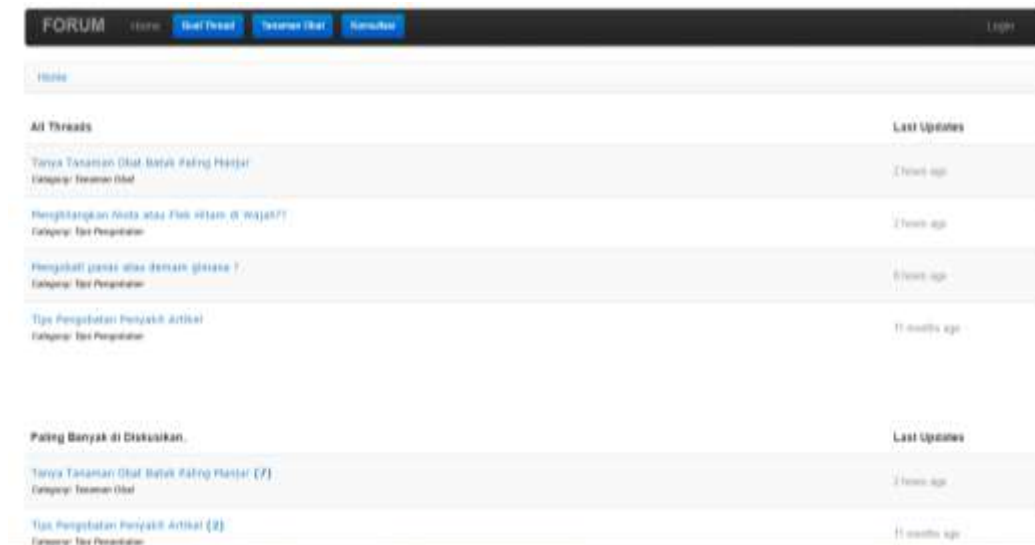 FORUM Home Buat Thread Tanaman Obat Konsultasi Login
Home
All Threads Last Updates
Tanya Tanaman Obat Batuk Paling Manjur 2 hours ago
Category: Tanaman Obat
Menghilangkan Noda atau Flek Hitam di Wajah?? 2 hours ago
Category: Tips Pengobatan
Mengobati panas atau demam gimana ? 6 hours ago
Category: Tips Pengobatan
Tips Pengobatan Penyakit Artikel 11 months ago
Category: Tips Pengobatan
Paling Banyak di Diskusikan. Last Updates
Tanya Tanaman Obat Batuk Paling Manjur (7) 2 hours ago
Category: Tanaman Obat
Tips Pengobatan Penyakit Artikel (2) 11 months ago
Category: Tips Pengobatan